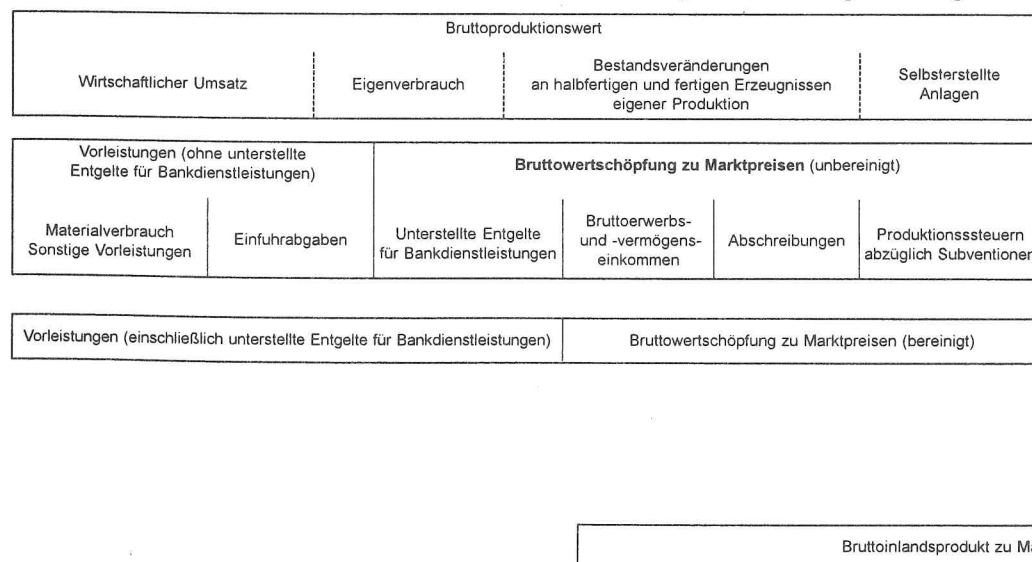 Bruttoproduktionswert
Wirtschaftlicher Umsatz
Eigenverbrauch
Bestandsveränderungen
an halbfertigen und fertigen Erzeugnissen
eigener Produktion
Selbsterstellte
Anlagen
Vorleistungen (ohne unterstellte
Entgelte für Bankdienstleistungen)
Bruttowertschöpfung zu Marktpreisen (unbereinigt)
Materialverbrauch
Sonstige Vorleistungen
Einfuhrabgaben
Unterstellte Entgelte
für Bankdienstleistungen
Bruttoerwerbs-
und -vermögens-
einkommen
Abschreibungen
Produktionsssteuern
abzüglich Subventionen
Vorleistungen (einschließlich unterstellte Entgelte für Bankdienstleistungen)
Bruttowertschöpfung zu Marktpreisen (bereinigt)
Bruttoinlandsprodukt zu